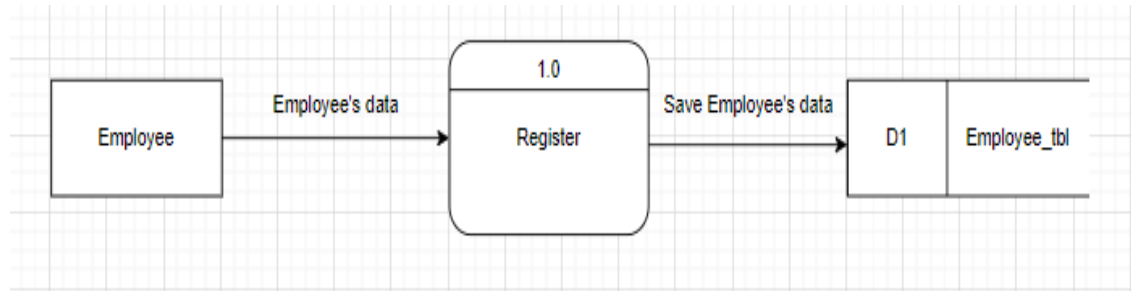 Employee
Employee's data
1.0
Register
Save Employee's data
D1
Employee_tbl